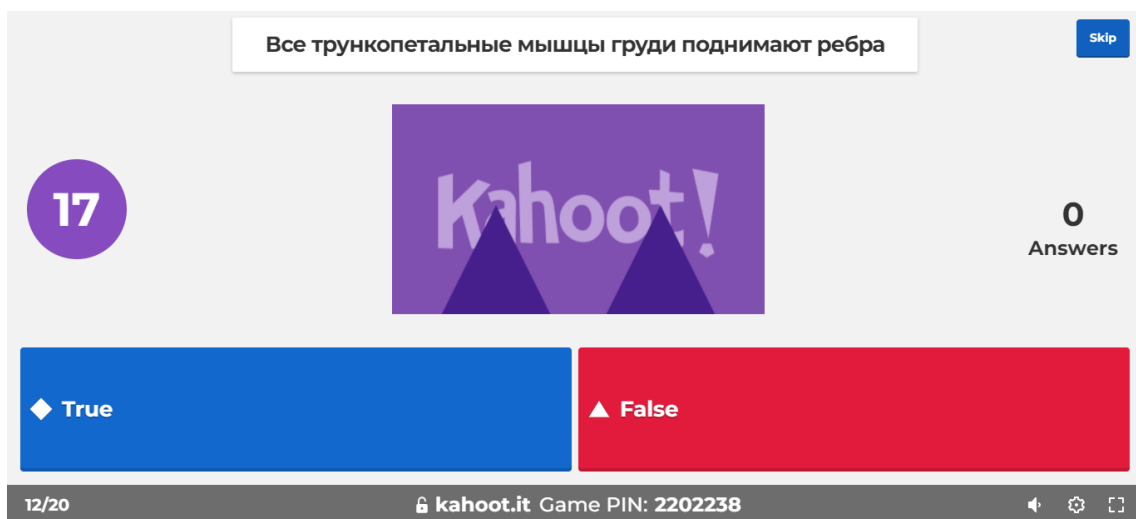 Все трункопетальные мышцы груди поднимают ребра
Skip
Kahoot!
17
0
Answers
True
False
12/20
kahoot.it Game PIN: 2202238